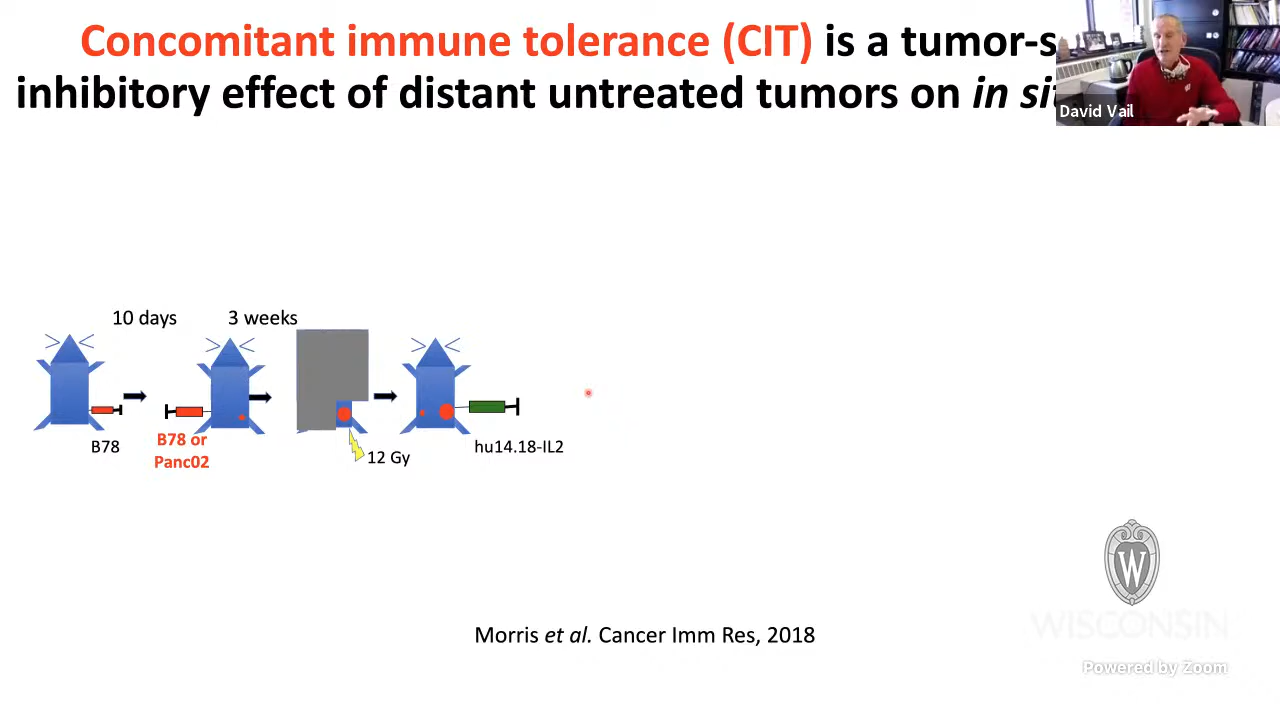 Concomitant immune tolerance (CIT) is a tumor-s
inhibitory effect of distant untreated tumors on in si
David Vail
10 days
3 weeks
B78
B78 or
Panc02
12 Gy
hu14.18-IL2
W
Morris et al. Cancer Imm Res, 2018
WISCONSIN
Powered by Zoom